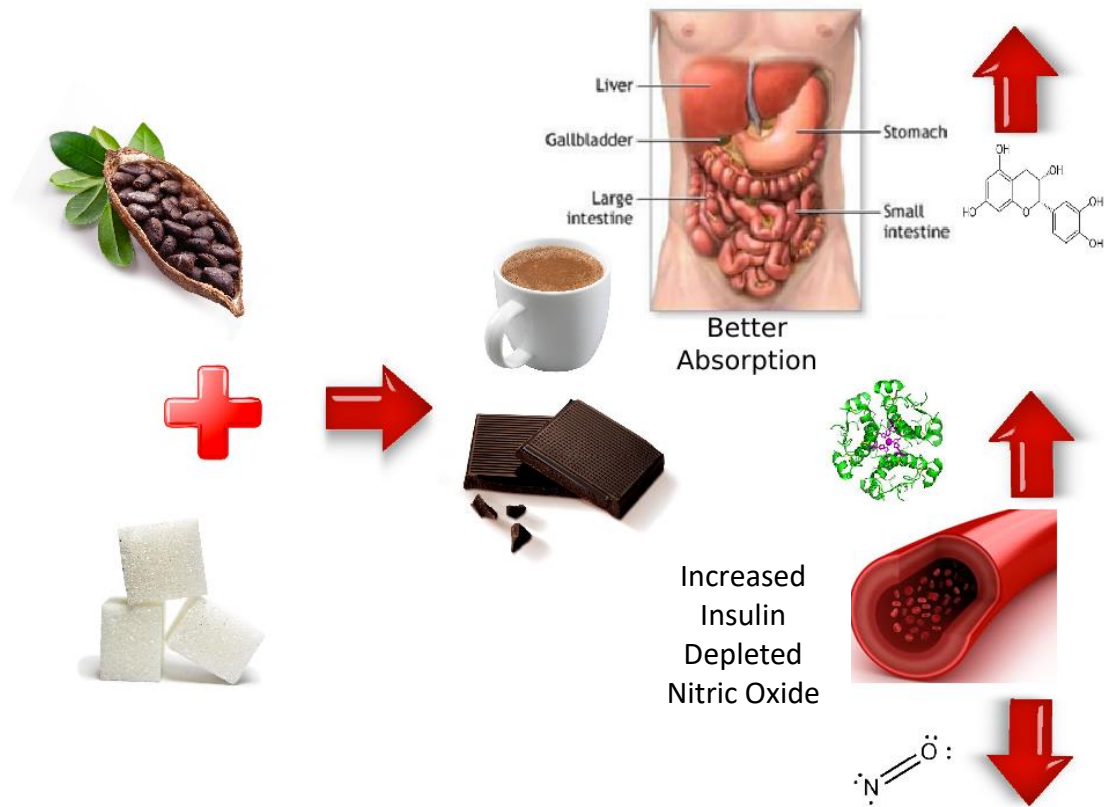 Liver
Gallbladder
Large
intestine
Stomach
Small
intestine
OH
OH
HO
O
OH
OH
Better
Absorption
Increased
Insulin
Depleted
Nitric Oxide
N
O